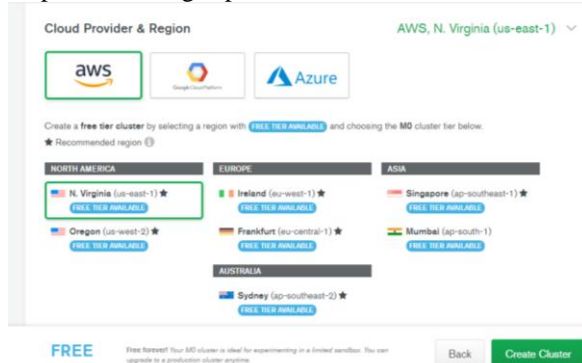 Cloud Provider & Region
AWS, N. Virginia (us-east-1)
aws
Google Cloud Platform
Azure
Create a free tier cluster by selecting a region with FREE TIER AVAILABLE and choosing the M0 cluster tier below.
★ Recommended region
NORTH AMERICA
N. Virginia (us-east-1) ★
FREE TIER AVAILABLE
Oregon (us-west-2) ★
FREE TIER AVAILABLE
EUROPE
Ireland (eu-west-1) ★
FREE TIER AVAILABLE
Frankfurt (eu-central-1) ★
FREE TIER AVAILABLE
AUSTRALIA
Sydney (ap-southeast-2) ★
FREE TIER AVAILABLE
ASIA
Singapore (ap-southeast-1) ★
FREE TIER AVAILABLE
Mumbai (ap-south-1)
FREE TIER AVAILABLE
FREE
Free forever! Your M0 cluster is ideal for experimenting in a limited sandbox. You can
upgrade to a production cluster anytime.
Back
Create Cluster